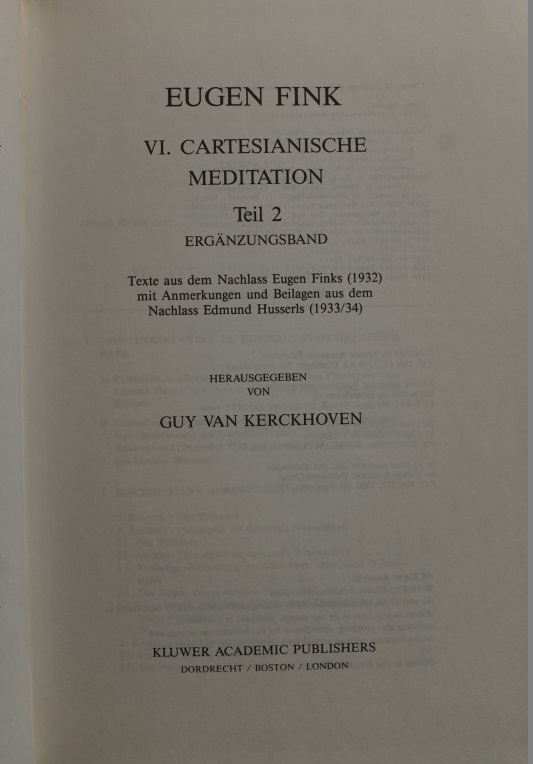 EUGEN FINK
VI. CARTESIANISCHE
MEDITATION
Teil 2
ERGÄNZUNGSBAND
Texte aus dem Nachlass Eugen Finks (1932)
mit Anmerkungen und Beilagen aus dem
Nachlass Edmund Husserls (1933/34)
HERAUSGEGEBEN
VON
GUY VAN KERCKHOVEN
KLUWER ACADEMIC PUBLISHERS
DORDRECHT / BOSTON / LONDON